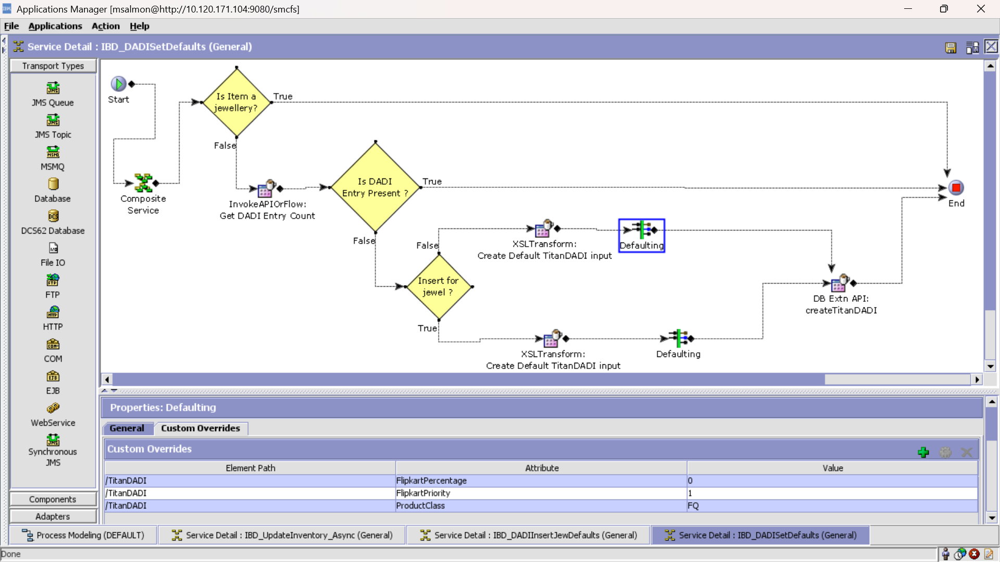 Applications Manager [msalmon@http://10.120.171.104:9080/smcfs]
File Applications Action Help
Service Detail : IBD_DADISetDefaults (General)
Transport Types
JMS Queue
JMS Topic
MSMQ
Database
DCS62 Database
File IO
FTP
HTTP
COM
EJB
WebService
Synchronous
JMS
Components
Adapters
Start
Is Item a
jewellery?
True
False
Composite
Service
InvokeAPIOrFlow:
Get DADI Entry Count
Is DADI
Entry Present ?
True
False
End
False
XSLTransform:
Create Default TitanDADI input
Defaulting
Insert for
jewel ?
True
DB Extn API:
createTitanDADI
XSLTransform:
Create Default TitanDADI input
Defaulting
Properties: Defaulting
General Custom Overrides
Custom Overrides
Element Path Attribute Value
/TitanDADI FlipkartPercentage 0
/TitanDADI FlipkartPriority 1
/TitanDADI ProductClass FQ
Process Modeling (DEFAULT) Service Detail : IBD_UpdateInventory_Async (General) Service Detail : IBD_DADIInsertJewDefaults (General) Service Detail : IBD_DADISetDefaults (General)
Done